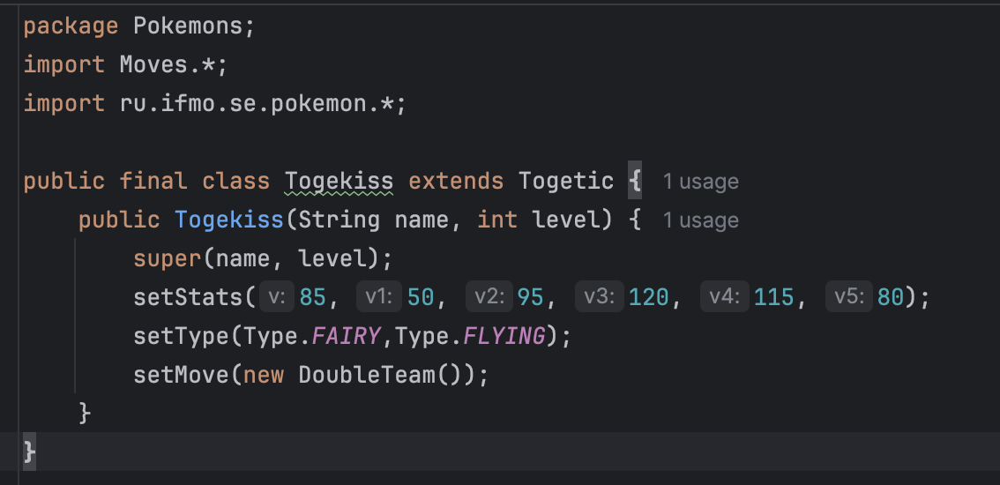 package Pokemons;
import Moves.*;
import ru.ifmo.se.pokemon.*;
public final class Togekiss extends Togetic { 1 usage
public Togekiss(String name, int level) { 1 usage
super(name, level);
setStats( v: 85, v1: 50, v2: 95, v3: 120, v4: 115, v5: 80);
setType(Type.FAIRY,Type.FLYING);
setMove(new DoubleTeam());
}
}